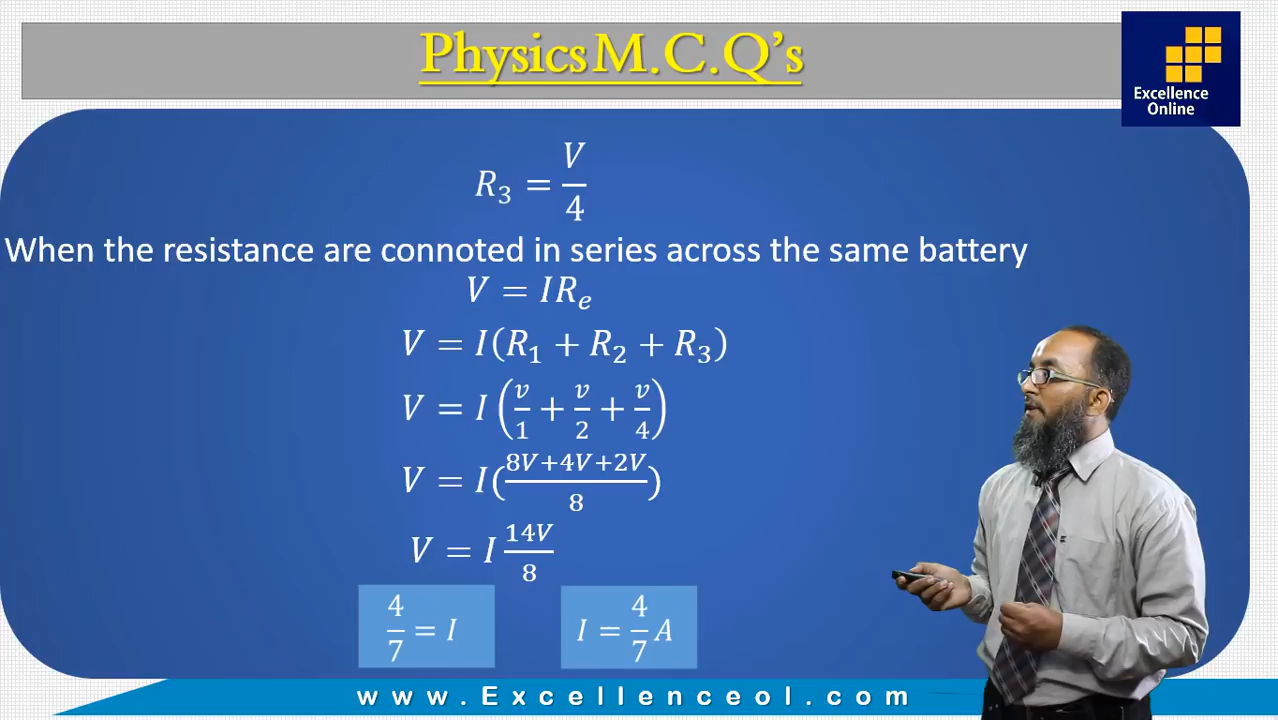 Physics M.C.Q's
Excellence
Online
R₃ = V/4
When the resistance are connoted in series across the same battery
V = IRₑ
V = I(R₁ + R₂ + R₃)
V = I(v/1 + v/2 + v/4)
V = I(8V+4V+2V/8)
V = I 14V/8
4/7 = I
I = 4/7 A
www.Excellenceol.com